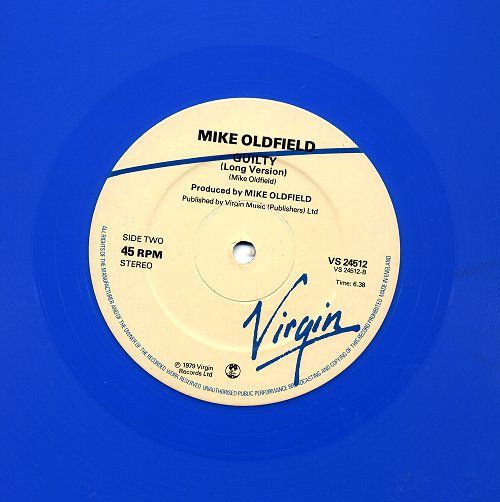 MIKE OLDFIELD
GUILTY
(Long Version)
(Mike Oldfield)
Produced by MIKE OLDFIELD
Published by Virgin Music (Publishers) Ltd
SIDE TWO
45 RPM
STEREO
VS 24512
VS 24512-B
Time: 6.38
Virgin
℗ 1979 Virgin
Records Ltd
ALL RIGHTS OF THE MANUFACTURER AND OF THE OWNER OF THE RECORDED WORK RESERVED UNAUTHORISED PUBLIC PERFORMANCE BROADCASTING AND COPYING OF THIS RECORD PROHIBITED MADE IN ENGLAND